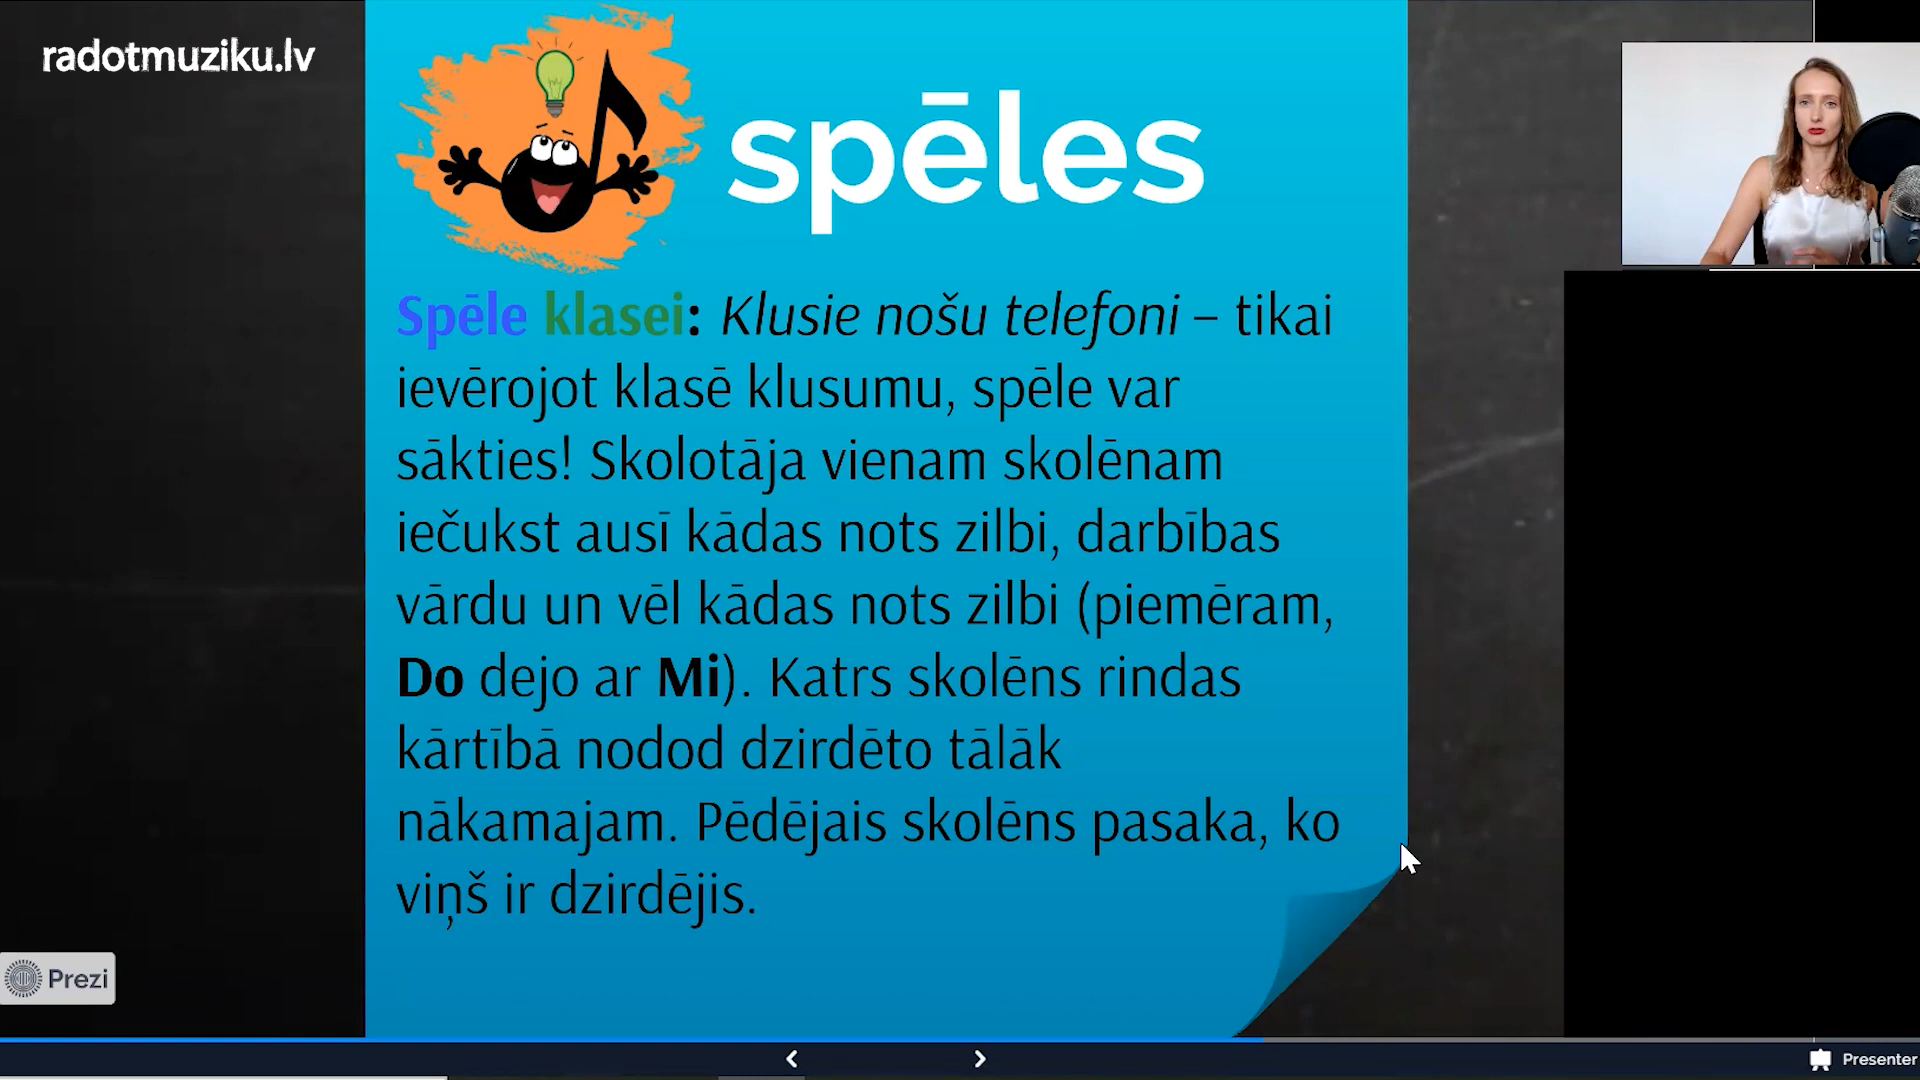 radotmuziku.lv
spēles
Spēle klasei: Klusie nošu telefoni – tikai
ievērojot klasē klusumu, spēle var
sākties! Skolotāja vienam skolēnam
iečukst ausī kādas nots zilbi, darbības
vārdu un vēl kādas nots zilbi (piemēram,
Do dejo ar Mi). Katrs skolēns rindas
kārtībā nodod dzirdēto tālāk
nākamajam. Pēdējais skolēns pasaka, ko
viņš ir dzirdējis.
Prezi
Presenter